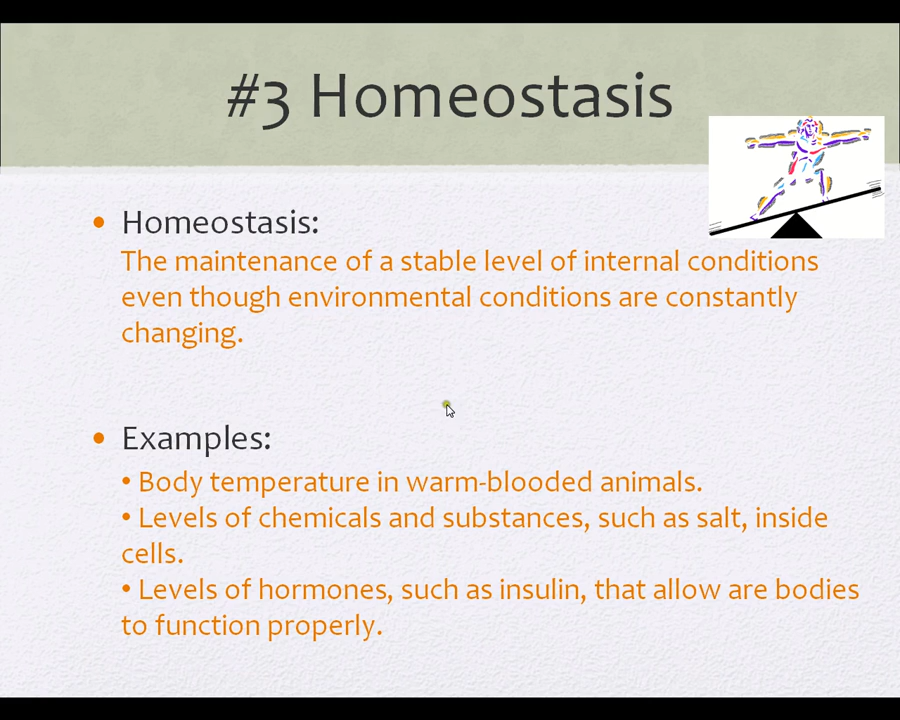 #3 Homeostasis
• Homeostasis:
The maintenance of a stable level of internal conditions
even though environmental conditions are constantly
changing.
• Examples:
• Body temperature in warm-blooded animals.
• Levels of chemicals and substances, such as salt, inside
cells.
• Levels of hormones, such as insulin, that allow are bodies
to function properly.